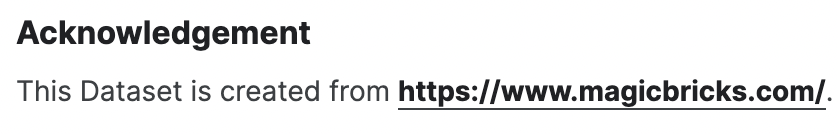 Acknowledgement
This Dataset is created from https://www.magicbricks.com/.